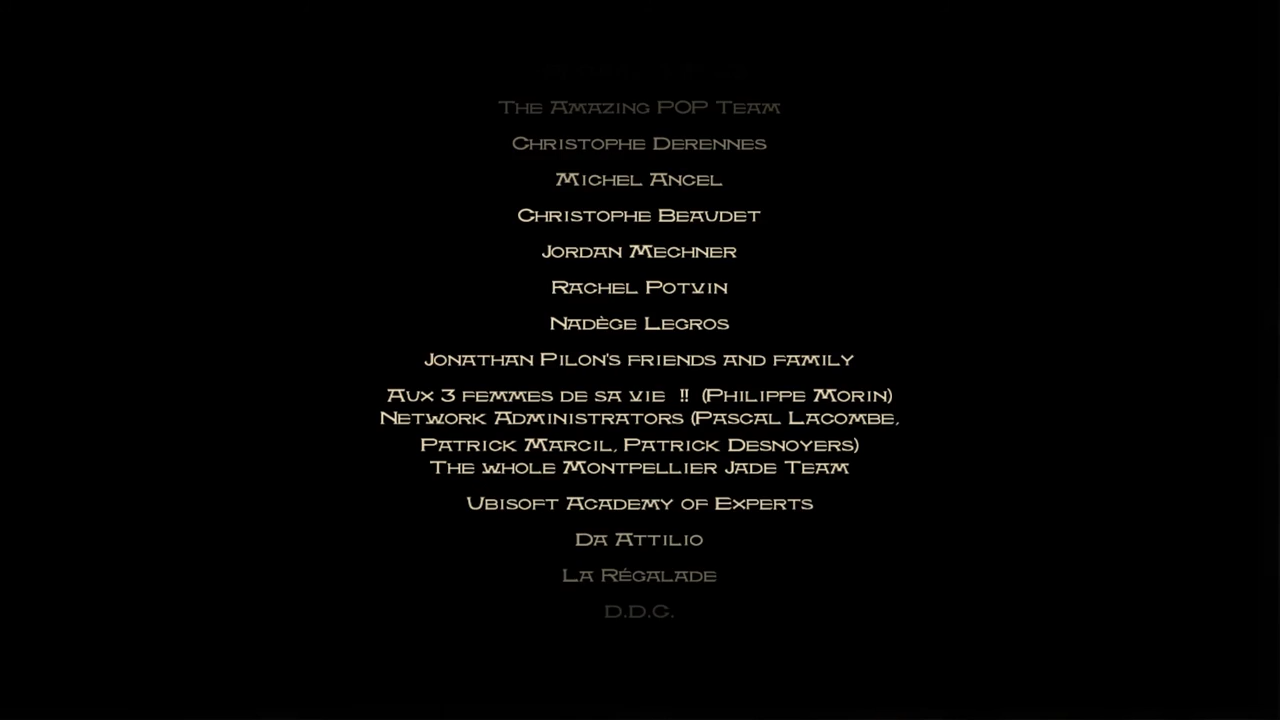 The Amazing POP Team
Christophe Derennes
Michel Ancel
Christophe Beaudet
Jordan Mechner
Rachel Potvin
Nadège Legros
Jonathan Pilon's friends and family
Aux 3 femmes de sa vie !! (Philippe Morin)
Network Administrators (Pascal Lacombe,
Patrick Marcil, Patrick Desnoyers)
The whole Montpellier Jade Team
Ubisoft Academy of Experts
Da Attilio
La Régalade
D.D.C.